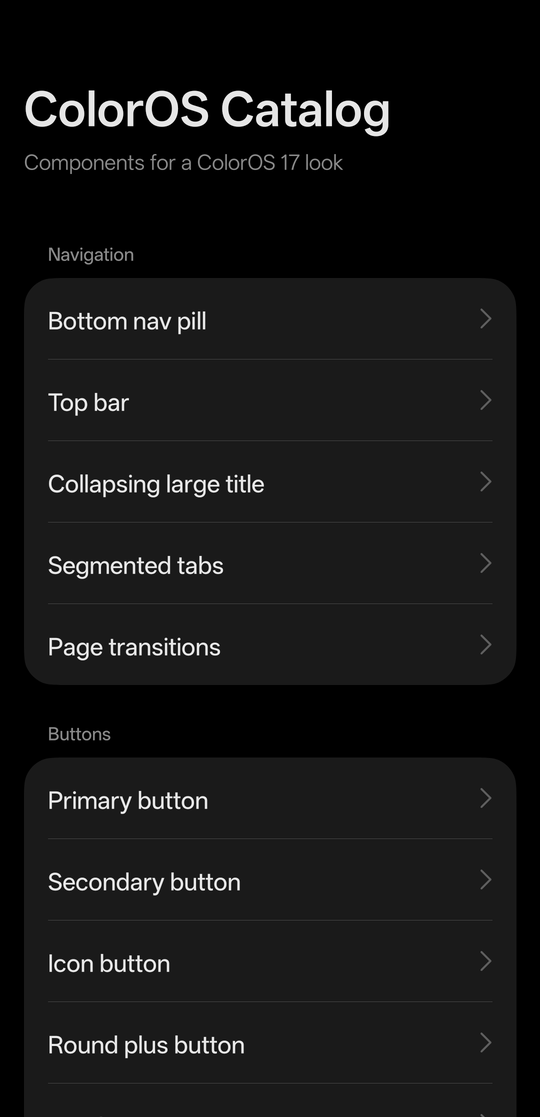 ColorOS Catalog
Components for a ColorOS 17 look
Navigation
Bottom nav pill
Top bar
Collapsing large title
Segmented tabs
Page transitions
Buttons
Primary button
Secondary button
Icon button
Round plus button